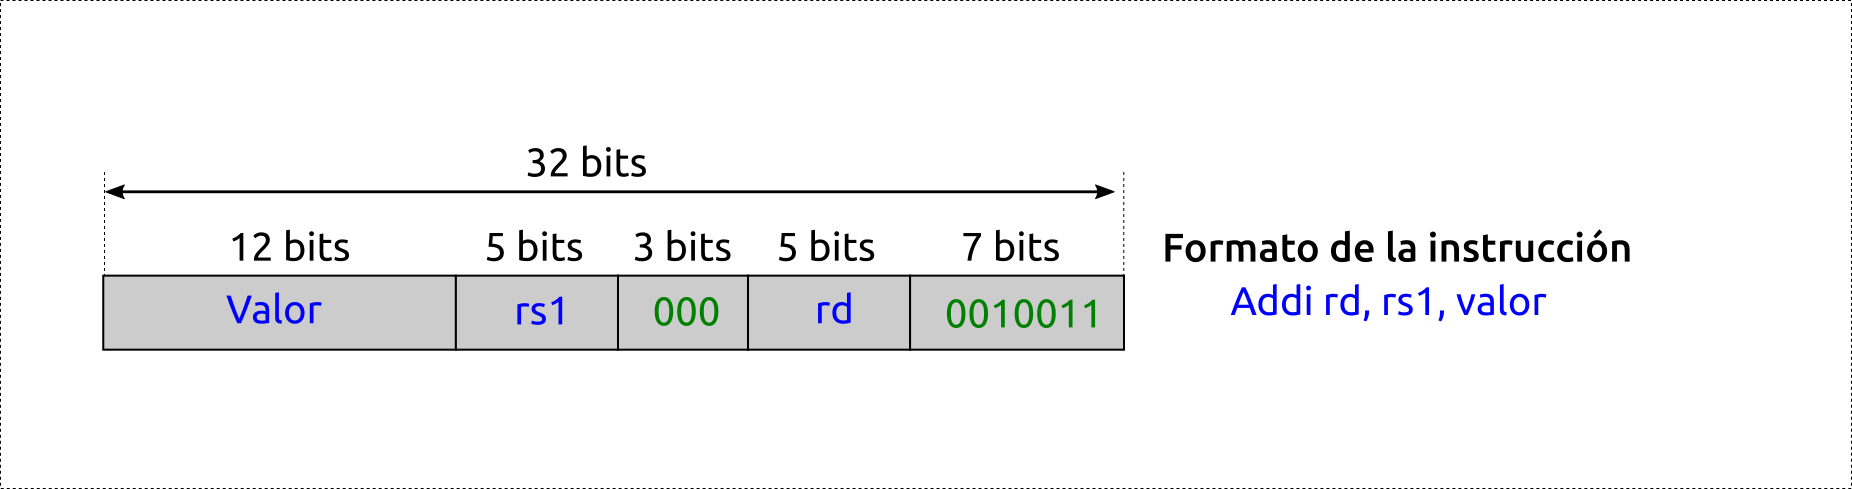 32 bits
12 bits 5 bits 3 bits 5 bits 7 bits
Valor rs1 000 rd 0010011
Formato de la instrucción
Addi rd, rs1, valor